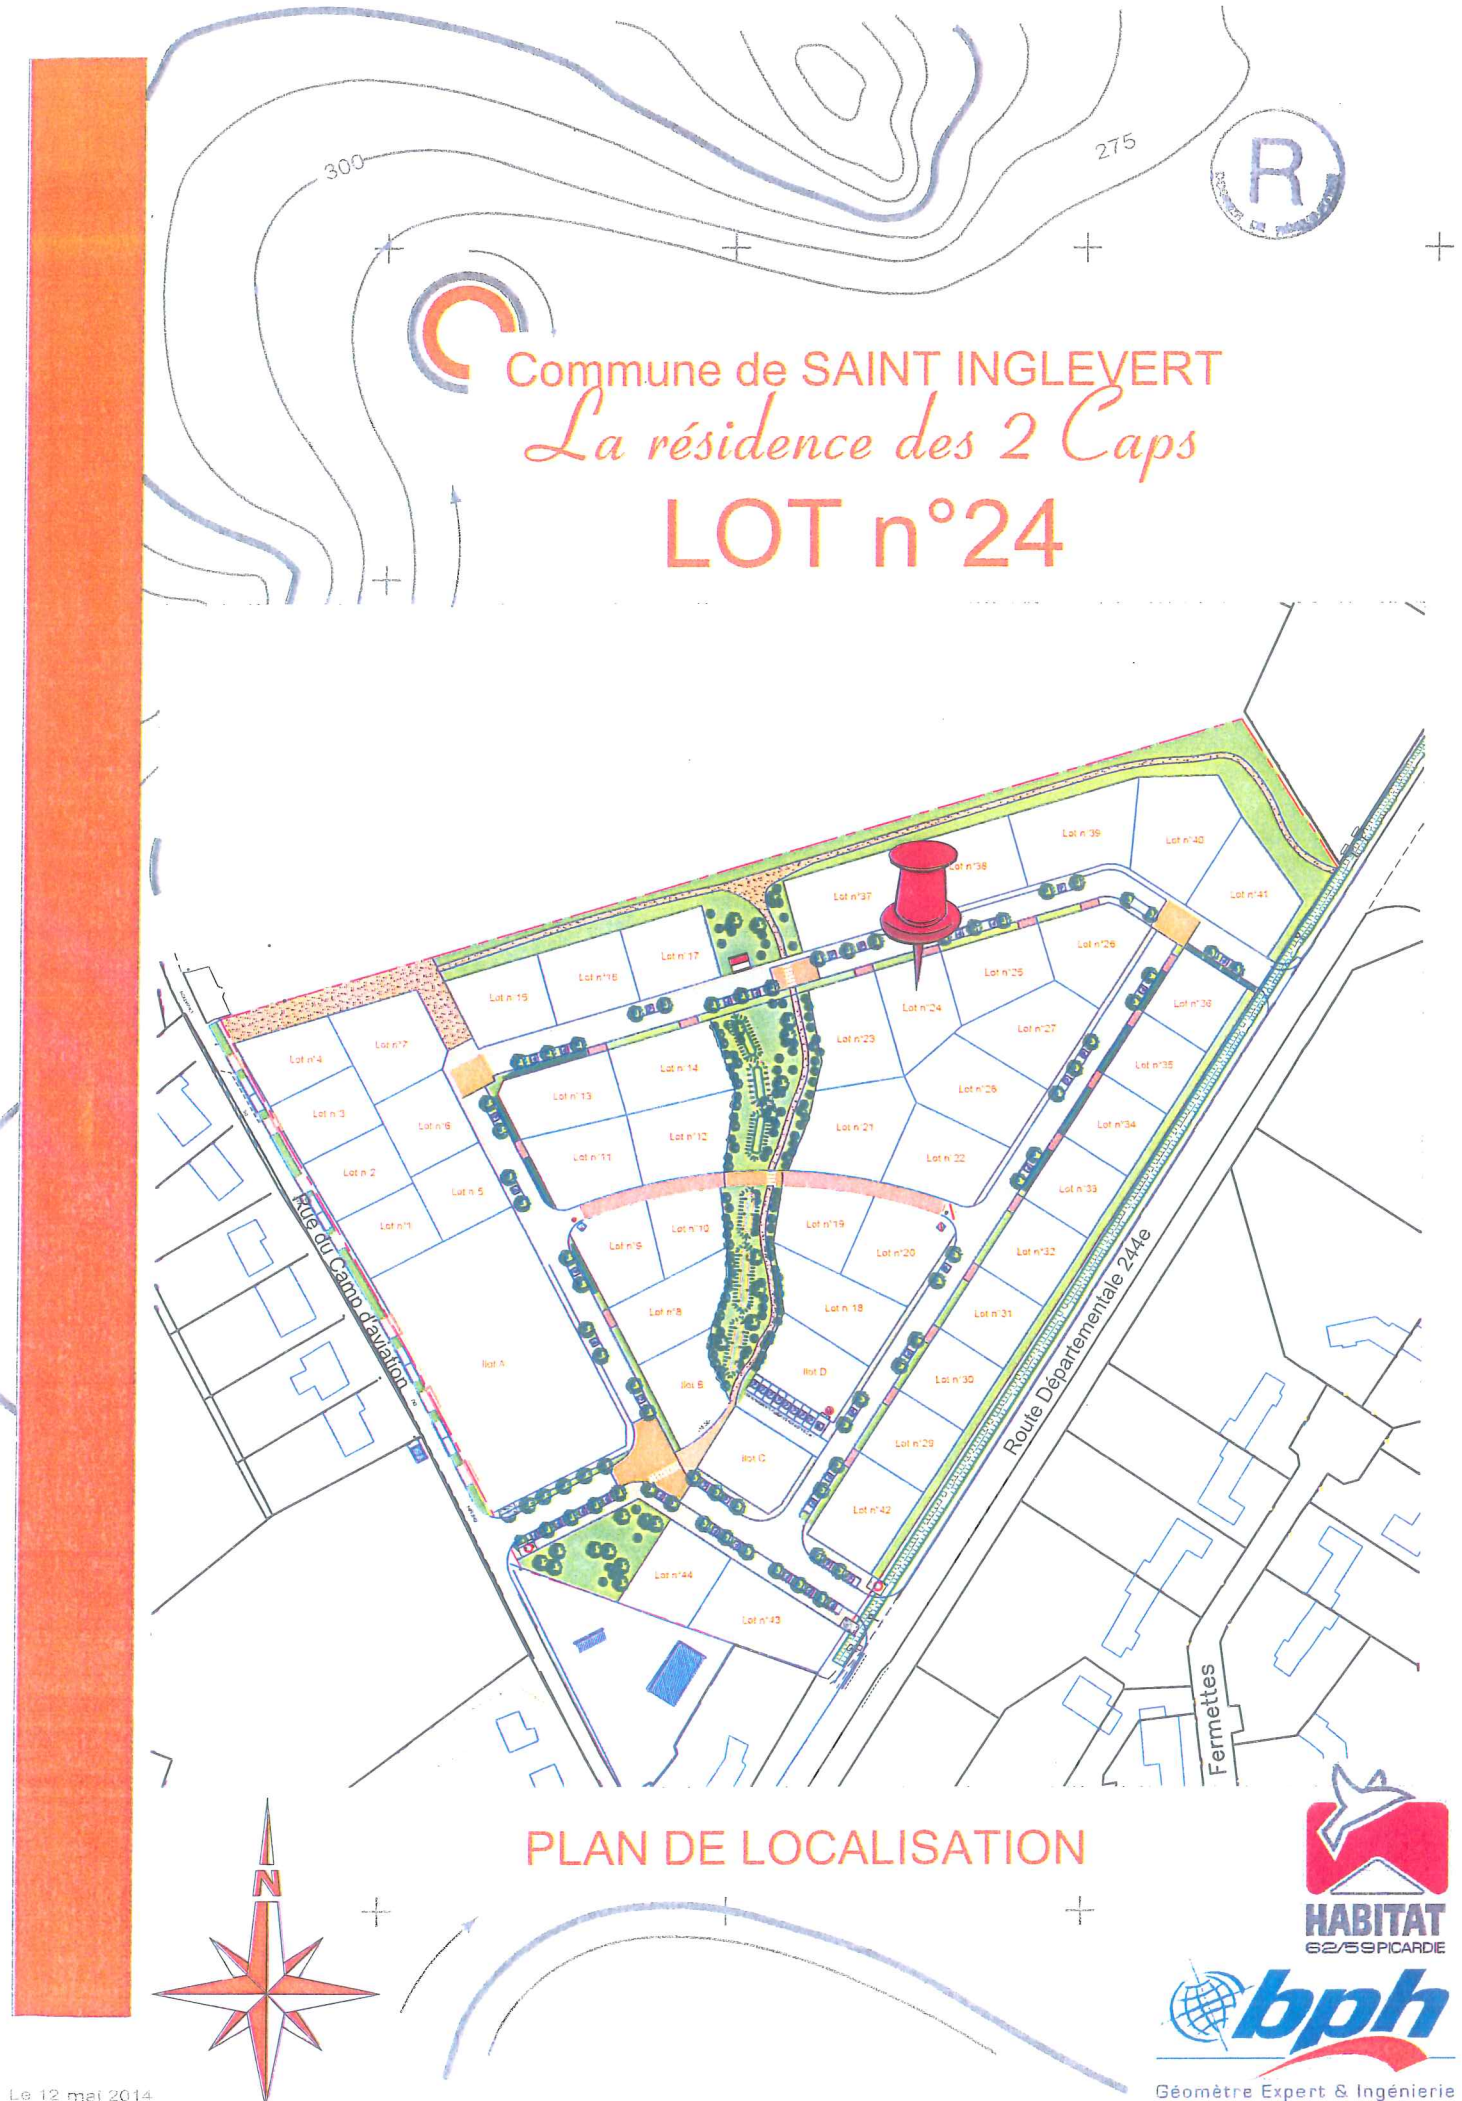 300
275
R
Commune de SAINT INGLEVERT
La résidence des 2 Caps
LOT n°24
Lot n°39
Lot n°40
Lot n°38
Lot n°37
Lot n°41
Lot n°17
Lot n°16
Lot n°15
Lot n°26
Lot n°25
Lot n°24
Lot n°36
Lot n°4
Lot n°7
Lot n°23
Lot n°27
Lot n°14
Lot n°13
Lot n°35
Lot n°28
Lot n°3
Lot n°6
Lot n°12
Lot n°21
Lot n°34
Lot n°11
Lot n°22
Lot n°2
Lot n°5
Lot n°33
Lot n°1
Lot n°9
Lot n°10
Lot n°19
Lot n°20
Lot n°32
Lot n°8
Lot n°18
Lot n°31
Ilot A
Ilot B
Ilot D
Lot n°30
Ilot C
Lot n°29
Lot n°42
Lot n°44
Lot n°43
Rue du Camp d'aviation
Route Départementale 244e
Fermettes
PLAN DE LOCALISATION
N
HABITAT
62/59 PICARDIE
bph
Géomètre Expert & Ingénierie
Le 12 mai 2014